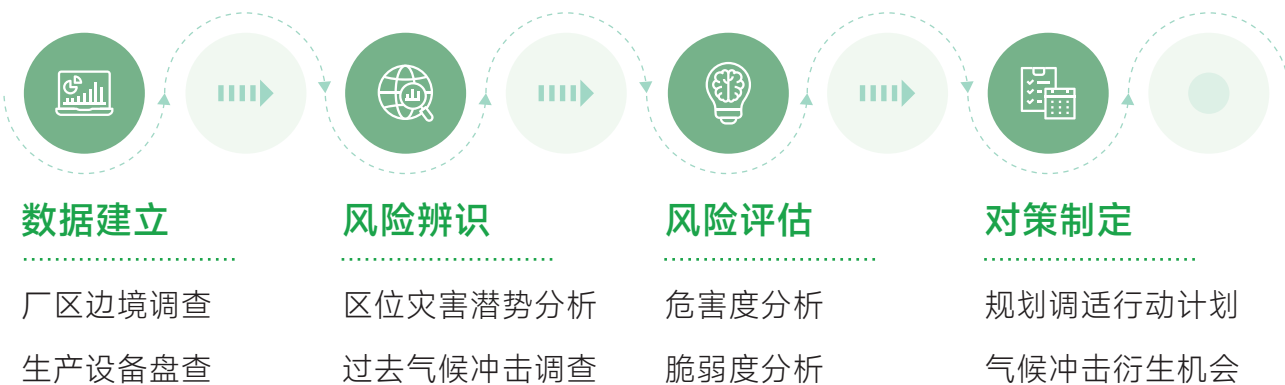 数据建立
厂区边境调查
生产设备盘查
风险辨识
区位灾害潜势分析
过去气候冲击调查
风险评估
危害度分析
脆弱度分析
对策制定
规划调适行动计划
气候冲击衍生机会